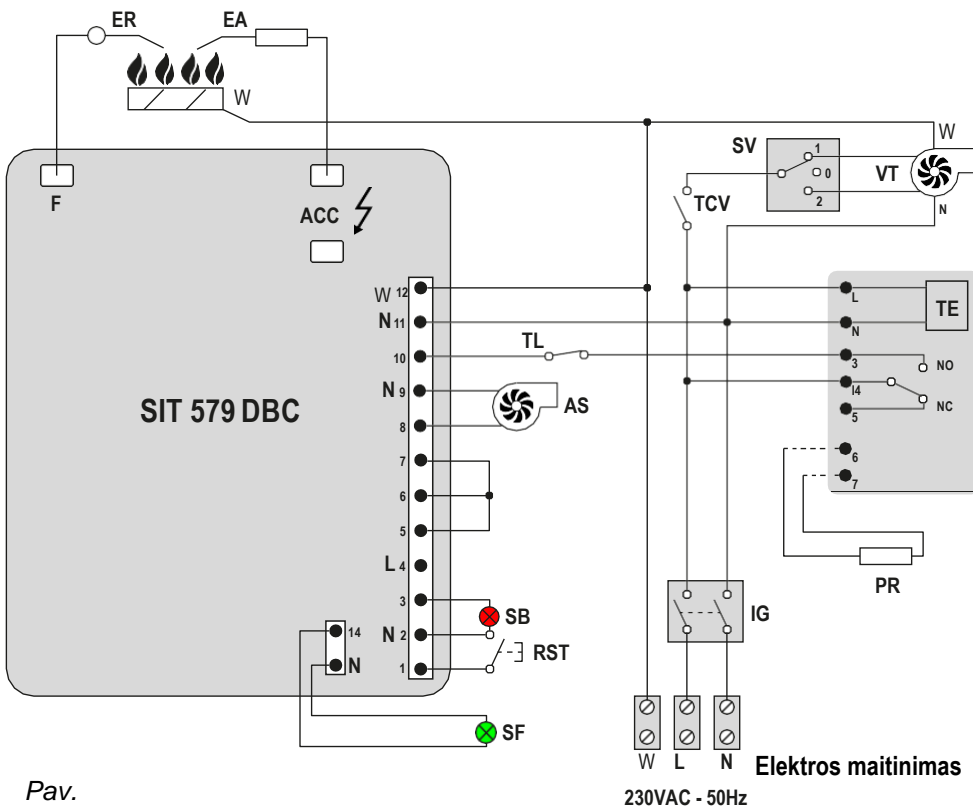 ER EA
W
W
SV 1
0
2
VT
N
F
ACC
TCV
W 12
L
TE
N 11
N
TL
10
3
NO
N 9
I4
NC
AS
8
5
SIT 579 DBC
7
6
6
7
5
L 4
PR
3
SB
IG
14
N 2
RST
N
1
SF
W L N Elektros maitinimas
Pav.
230VAC - 50Hz